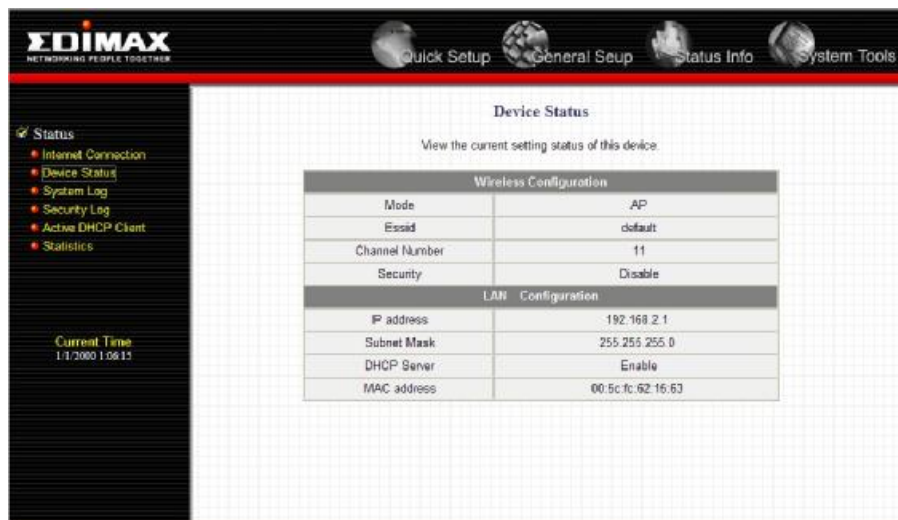 EDIMAX
NETWORKING PEOPLE TOGETHER
Quick Setup
General Seup
Status Info
System Tools
Status
Internet Connection
Device Status
System Log
Security Log
Active DHCP Client
Statistics
Current Time
1/1/2000 1:06:15
Device Status
View the current setting status of this device.
Wireless Configuration
Mode AP
Essid default
Channel Number 11
Security Disable
LAN Configuration
IP address 192.168.2.1
Subnet Mask 255.255.255.0
DHCP Server Enable
MAC address 00:5c:fc:62:16:63